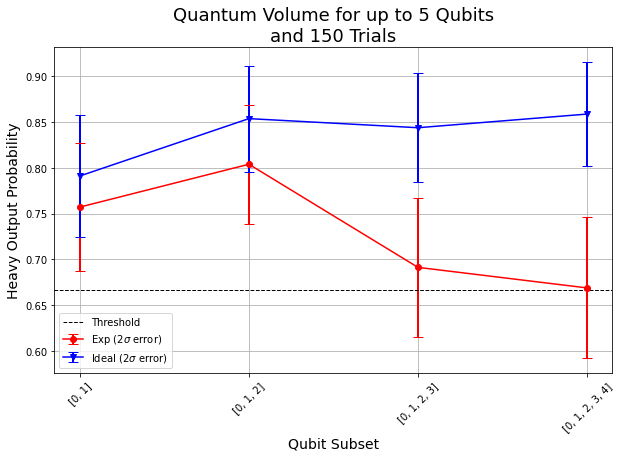 Quantum Volume for up to 5 Qubits
and 150 Trials
Heavy Output Probability
0.90
0.85
0.80
0.75
0.70
0.65
0.60
Threshold
Exp (2σ error)
Ideal (2σ error)
[0, 1]
[0, 1, 2]
[0, 1, 2, 3]
[0, 1, 2, 3, 4]
Qubit Subset